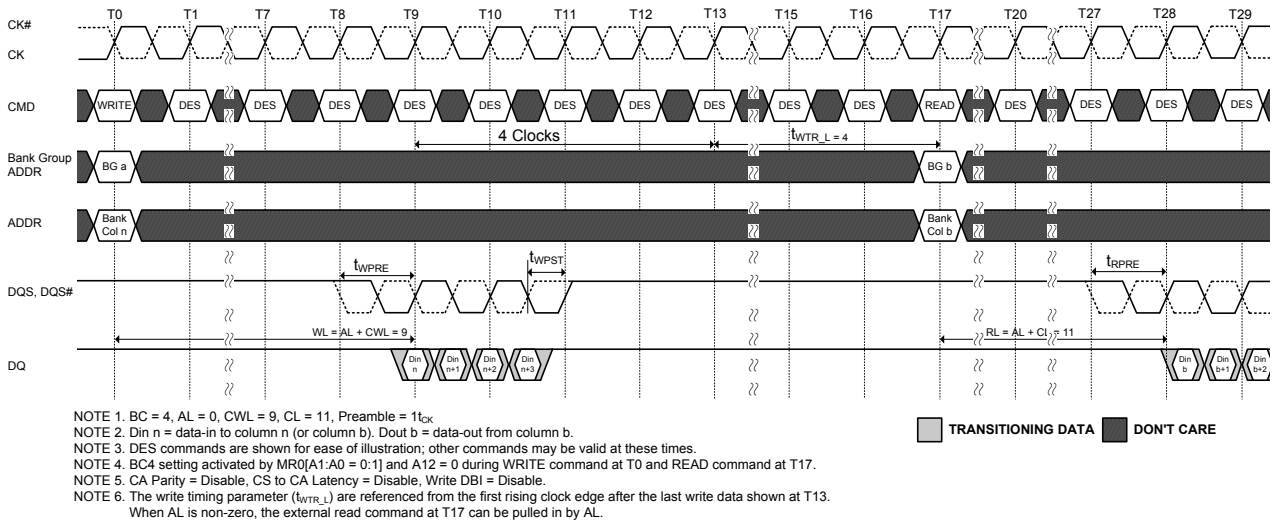 T0 T1 T7 T8 T9 T10 T11 T12 T13 T15 T16 T17 T20 T27 T28 T29
CK#
CK
CMD WRITE DES DES DES DES DES DES DES DES DES DES READ DES DES DES DES
4 Clocks tWTR_L = 4
Bank Group
ADDR
BG a BG b
ADDR
Bank
Col n
Bank
Col b
tWPRE tWPST tRPRE
DQS, DQS#
WL = AL + CWL = 9 RL = AL + CL = 11
DQ
Din
n
Din
n+1
Din
n+2
Din
n+3
Din
b
Din
b+1
Din
b+2
NOTE 1. BC = 4, AL = 0, CWL = 9, CL = 11, Preamble = 1tCK
NOTE 2. Din n = data-in to column n (or column b). Dout b = data-out from column b.
NOTE 3. DES commands are shown for ease of illustration; other commands may be valid at these times.
NOTE 4. BC4 setting activated by MR0[A1:A0 = 0:1] and A12 = 0 during WRITE command at T0 and READ command at T17.
NOTE 5. CA Parity = Disable, CS to CA Latency = Disable, Write DBI = Disable.
NOTE 6. The write timing parameter (tWTR_L) are referenced from the first rising clock edge after the last write data shown at T13.
When AL is non-zero, the external read command at T17 can be pulled in by AL.
TRANSITIONING DATA DON'T CARE